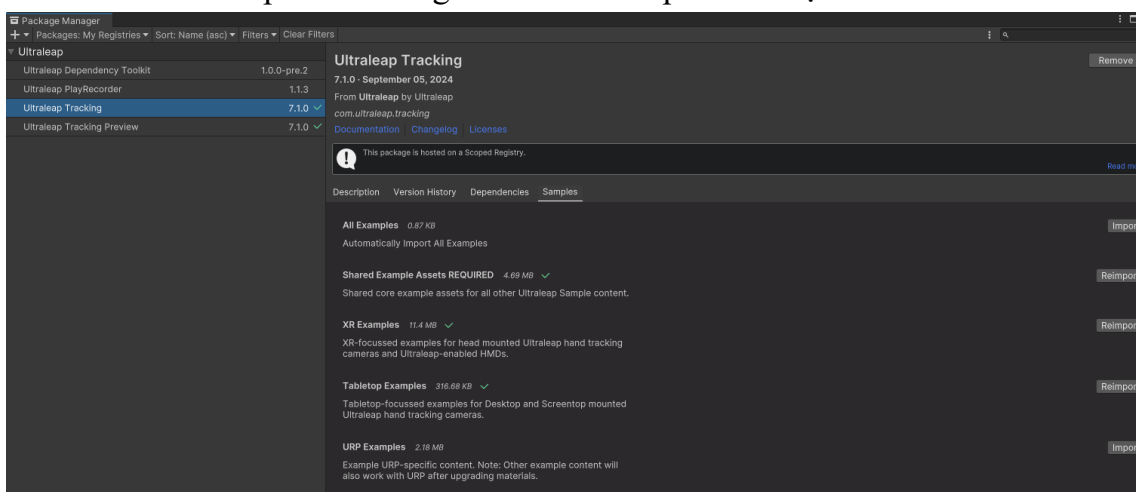 Package Manager
Packages: My Registries Sort: Name (asc) Filters Clear Filters
Ultraleap
Ultraleap Dependency Toolkit 1.0.0-pre.2
Ultraleap PlayRecorder 1.1.3
Ultraleap Tracking 7.1.0
Ultraleap Tracking Preview 7.1.0
Ultraleap Tracking
Remove
7.1.0 · September 05, 2024
From Ultraleap by Ultraleap
com.ultraleap.tracking
Documentation Changelog Licenses
This package is hosted on a Scoped Registry.
Read m
Description Version History Dependencies Samples
All Examples 0.87 KB
Impor
Automatically Import All Examples
Shared Example Assets REQUIRED 4.69 MB
Reimpor
Shared core example assets for all other Ultraleap Sample content.
XR Examples 11.4 MB
Reimpor
XR-focussed examples for head mounted Ultraleap hand tracking
cameras and Ultraleap-enabled HMDs.
Tabletop Examples 316.68 KB
Reimpor
Tabletop-focussed examples for Desktop and Screentop mounted
Ultraleap hand tracking cameras.
URP Examples 2.18 MB
Impor
Example URP-specific content. Note: Other example content will
also work with URP after upgrading materials.